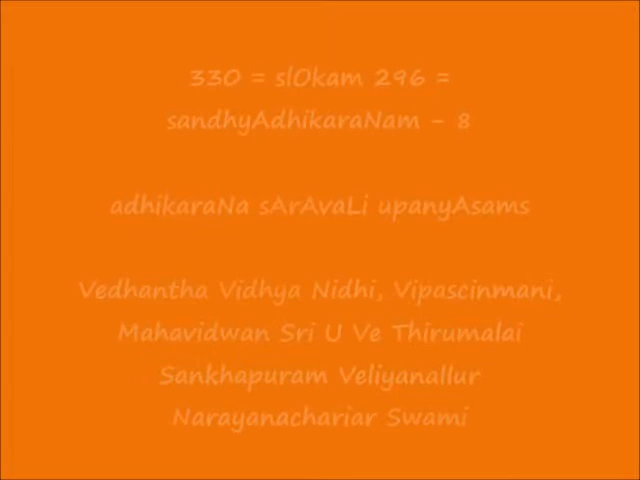 330 = slOkam 296 =
sandhyAdhikaraNam - 8
adhikaraNa sArAvaLi upanyAsams
Vedhantha Vidhya Nidhi, Vipascinmani,
Mahavidwan Sri U Ve Thirumalai
Sankhapuram Veliyanallur
Narayanachariar Swami